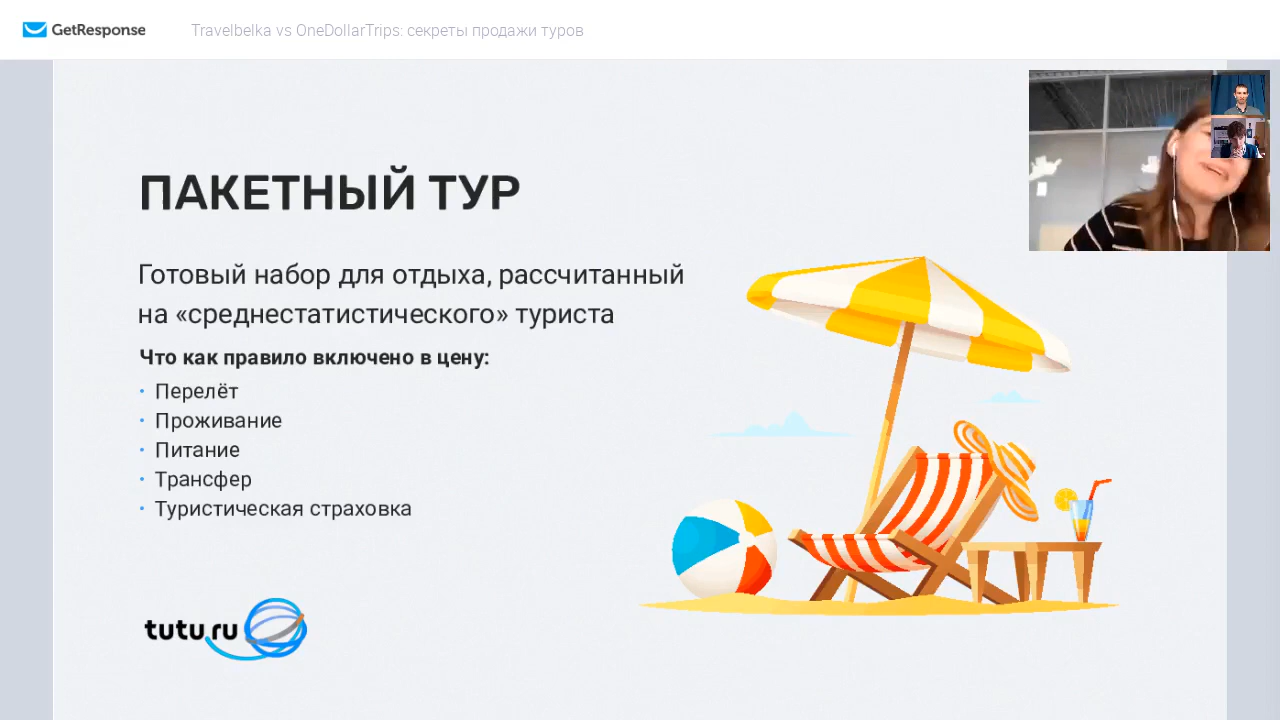 GetResponse
Travelbelka vs OneDollarTrips: секреты продажи туров
ПАКЕТНЫЙ ТУР
Готовый набор для отдыха, рассчитанный
на «среднестатистического» туриста
Что как правило включено в цену:
• Перелёт
• Проживание
• Питание
• Трансфер
• Туристическая страховка
tutu.ru